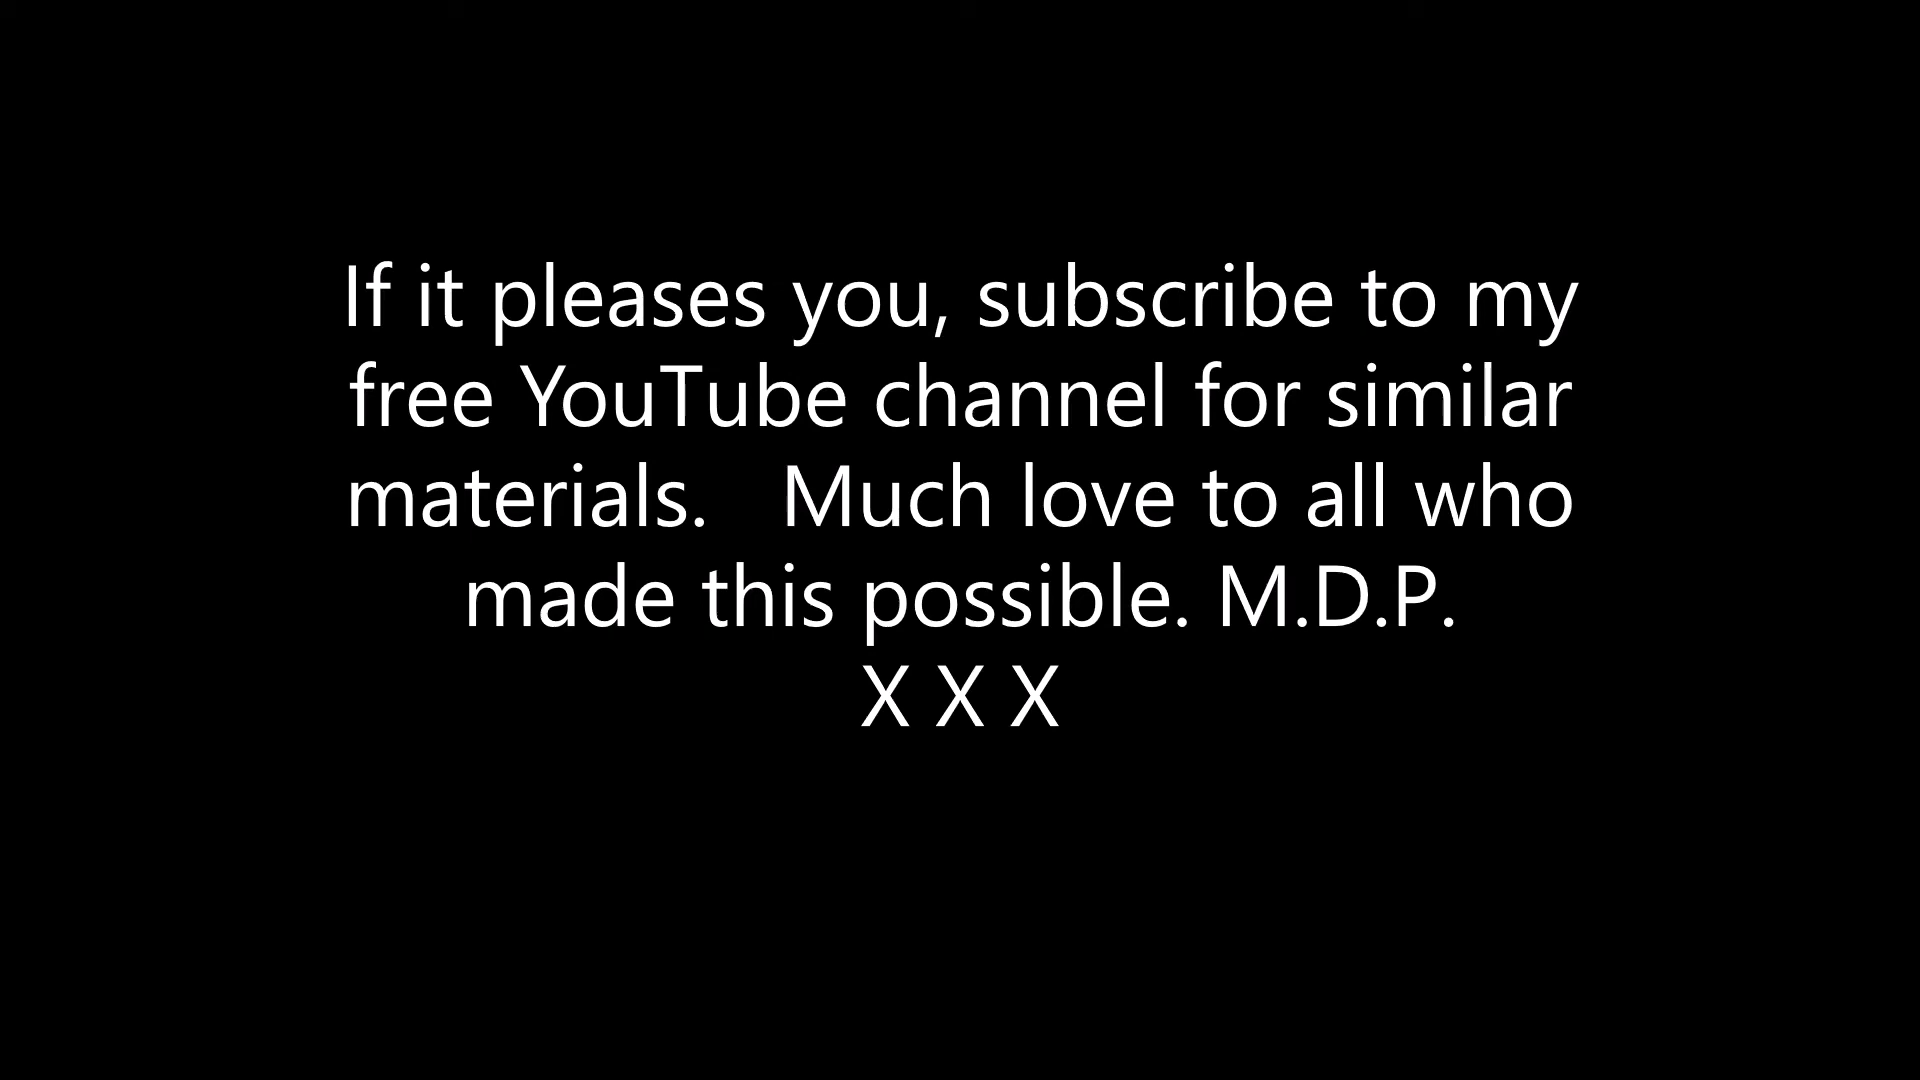 If it pleases you, subscribe to my
free YouTube channel for similar
materials.   Much love to all who
made this possible. M.D.P.
X X X